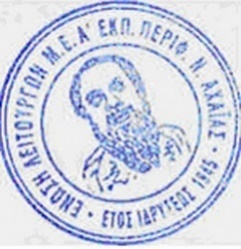 ΕΝΩΣΗ ΛΕΙΤΟΥΡΓΩΝ Μ.Ε. Α' ΕΚΠ. ΠΕΡΙΦ. Ν. ΑΧΑΪΑΣ
• ΕΤΟΣ ΙΔΡΥΣΕΩΣ 1945 •